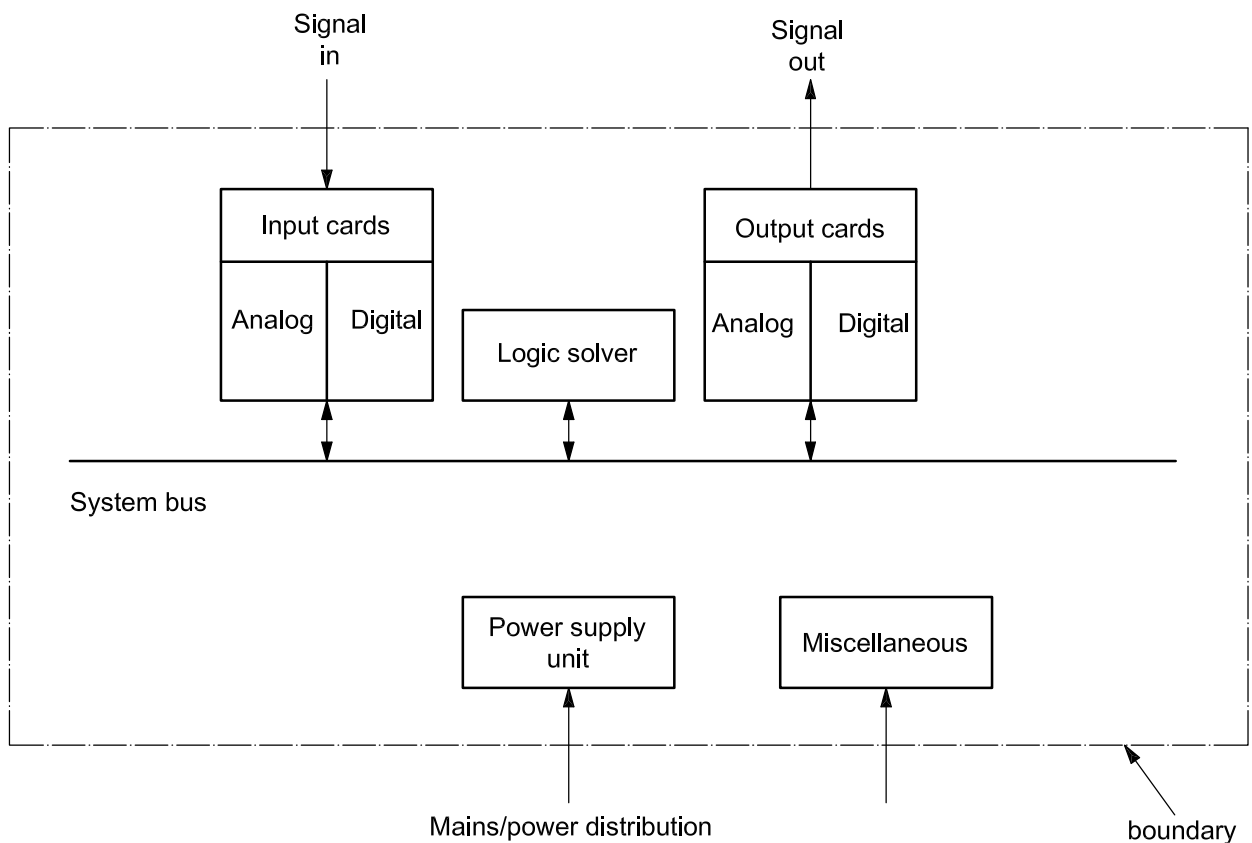 Signal
in
Signal
out
Input cards
Output cards
Analog
Digital
Logic solver
Analog
Digital
System bus
Power supply
unit
Miscellaneous
Mains/power distribution
boundary